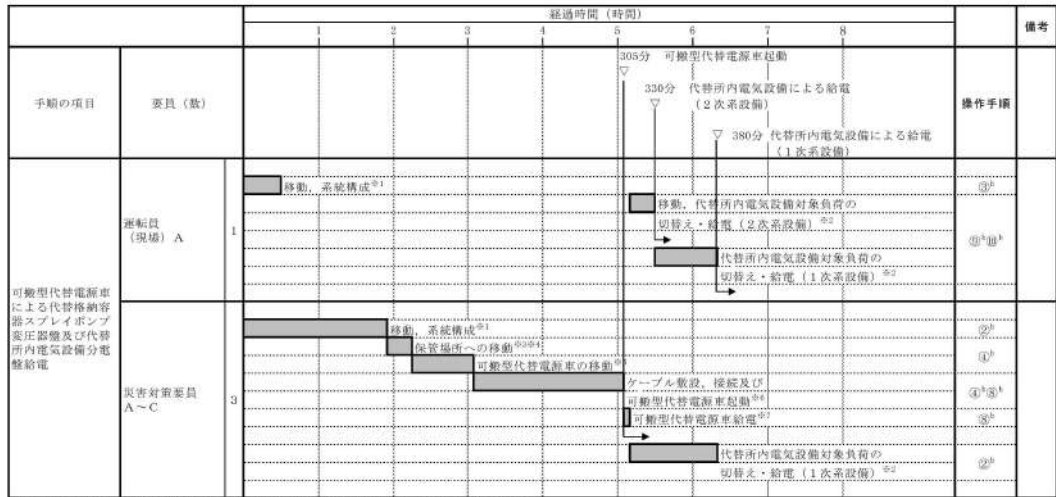 経過時間(時間)
備考
1 2 3 4 5 6 7 8
手順の項目
要員(数)
操作手順
305分 可搬型代替電源車起動
▽
330分 代替所内電気設備による給電
▽ (2次系設備)
▽ 380分 代替所内電気設備による給電
(1次系設備)
可搬型代替電源車
による代替格納容
器スプレイポンプ
変圧器盤及び代替
所内電気設備分電
盤給電
運転員
(現場)A
1
移動,系統構成※1
移動,代替所内電気設備対象負荷の
切替え・給電(2次系設備)※2
代替所内電気設備対象負荷の
切替え・給電(1次系設備)※2
③b
災害対策要員
A~C
3
移動,系統構成※1
②b
保管場所への移動※3※4
可搬型代替電源車の移動
④b
ケーブル敷設,接続及び
可搬型代替電源車起動※6
可搬型代替電源車給電※7
⑧b
代替所内電気設備対象負荷の
切替え・給電(1次系設備)※2